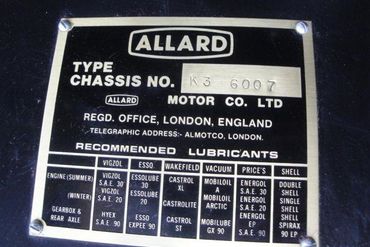 ALLARD
TYPE
CHASSIS NO. K3 6007
ALLARD MOTOR CO. LTD
REGD. OFFICE, LONDON, ENGLAND
TELEGRAPHIC ADDRESS:- ALMOTCO. LONDON.
RECOMMENDED LUBRICANTS
VIGZOL ESSO WAKEFIELD VACUUM PRICE'S SHELL
ENGINE (SUMMER) VIGZOL S.A.E. 30 ESSOLUBE 30 CASTROL XL MOBILOIL A ENERGOL S.A.E. 30 DOUBLE SHELL
(WINTER) VIGZOL S.A.E. 20 ESSOLUBE 20 CASTROLITE MOBILOIL ARCTIC ENERGOL S.A.E. 20 SINGLE SHELL
GEARBOX & REAR AXLE HYEX SAE 90 ESSO EXPEE 90 CASTROL ST MOBILUBE GX 90 ENERGOL EP SAE 90 SHELL SPIRAX 90 EP